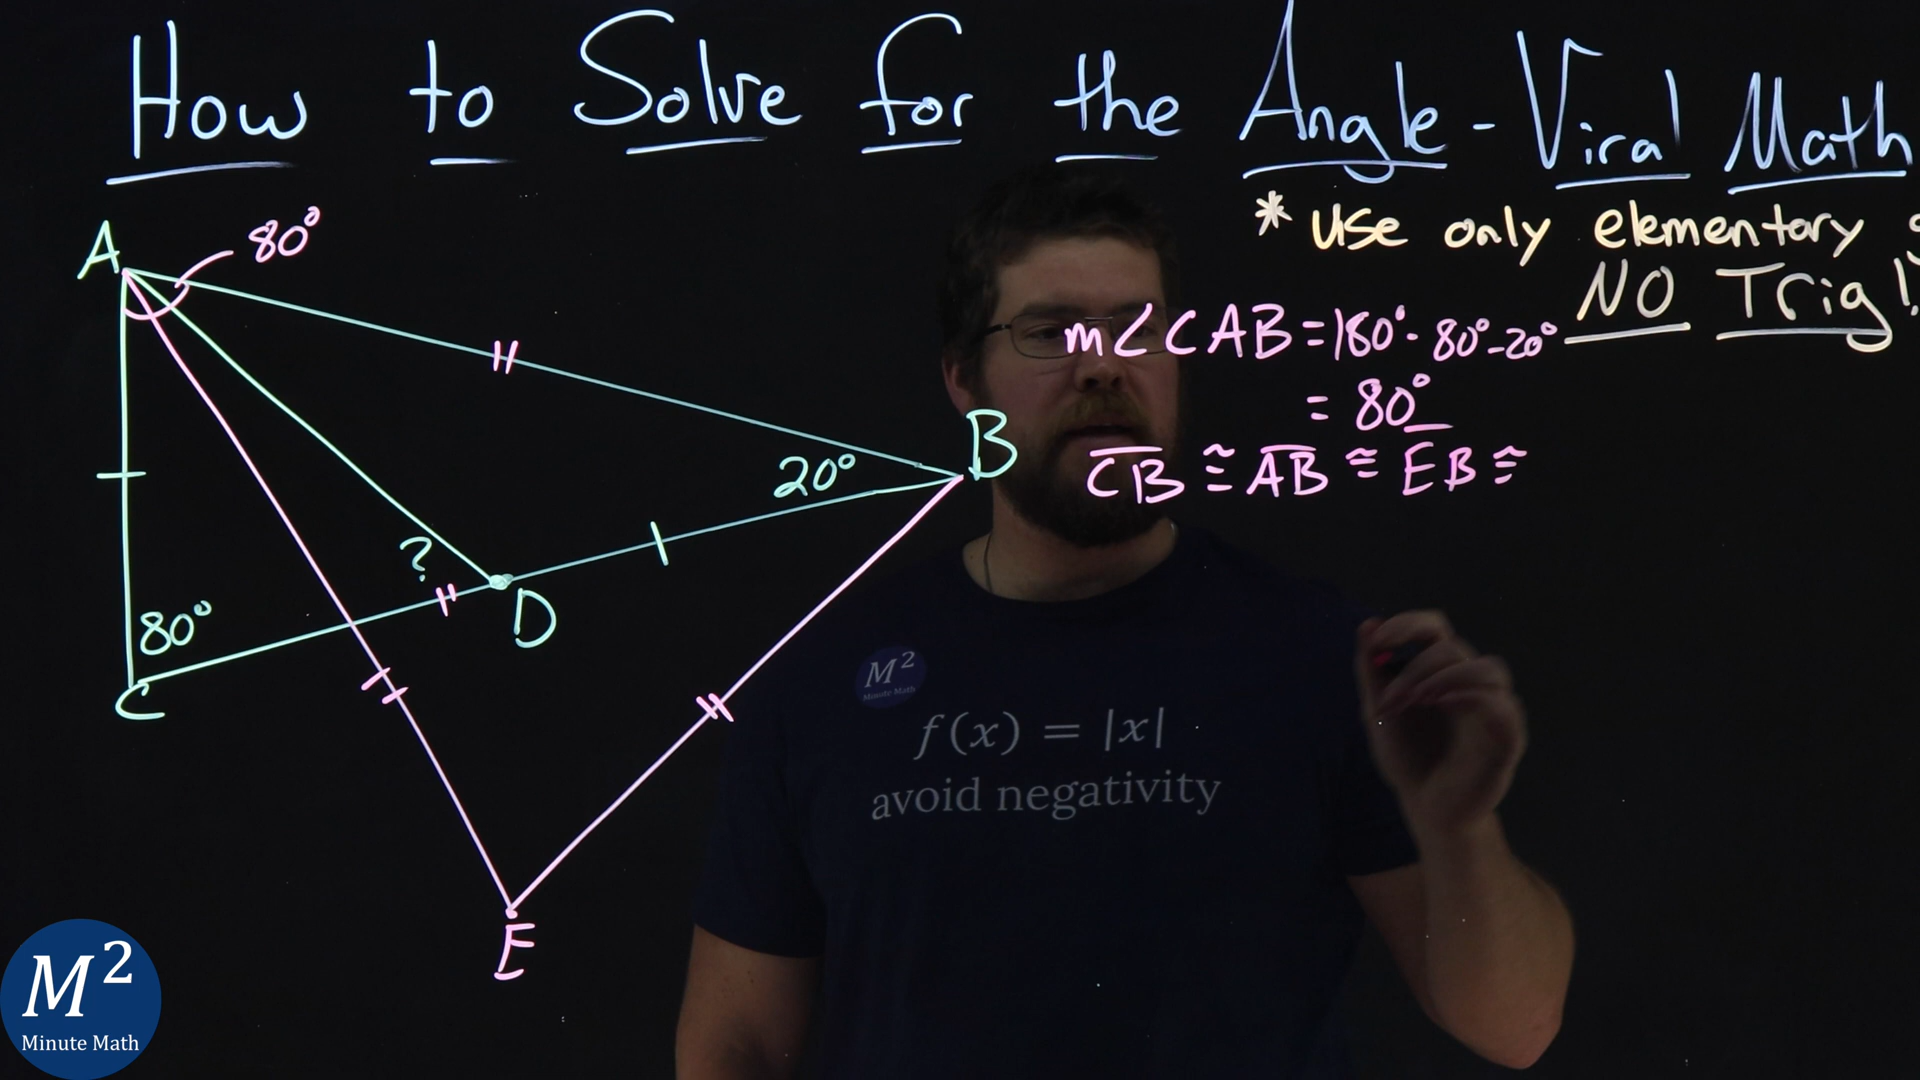 How to Solve for the Angle - Viral Math
* Use only elementary
NO Trig!
A
80°
m∠CAB = 180° - 80° - 20°
= 80°
CB ≅ AB ≅ EB ≅
B
20°
?
D
80°
C
E
M²
Minute Math
f(x) = |x|
avoid negativity
M²
Minute Math